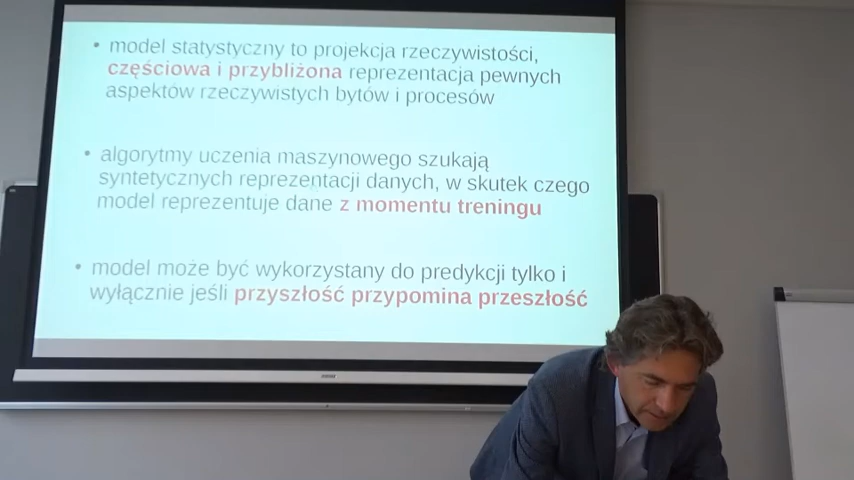 • model statystyczny to projekcja rzeczywistości,
częściowa i przybliżona reprezentacja pewnych
aspektów rzeczywistych bytów i procesów
• algorytmy uczenia maszynowego szukają
syntetycznych reprezentacji danych, w skutek czego
model reprezentuje dane z momentu treningu
• model może być wykorzystany do predykcji tylko i
wyłącznie jeśli przyszłość przypomina przeszłość